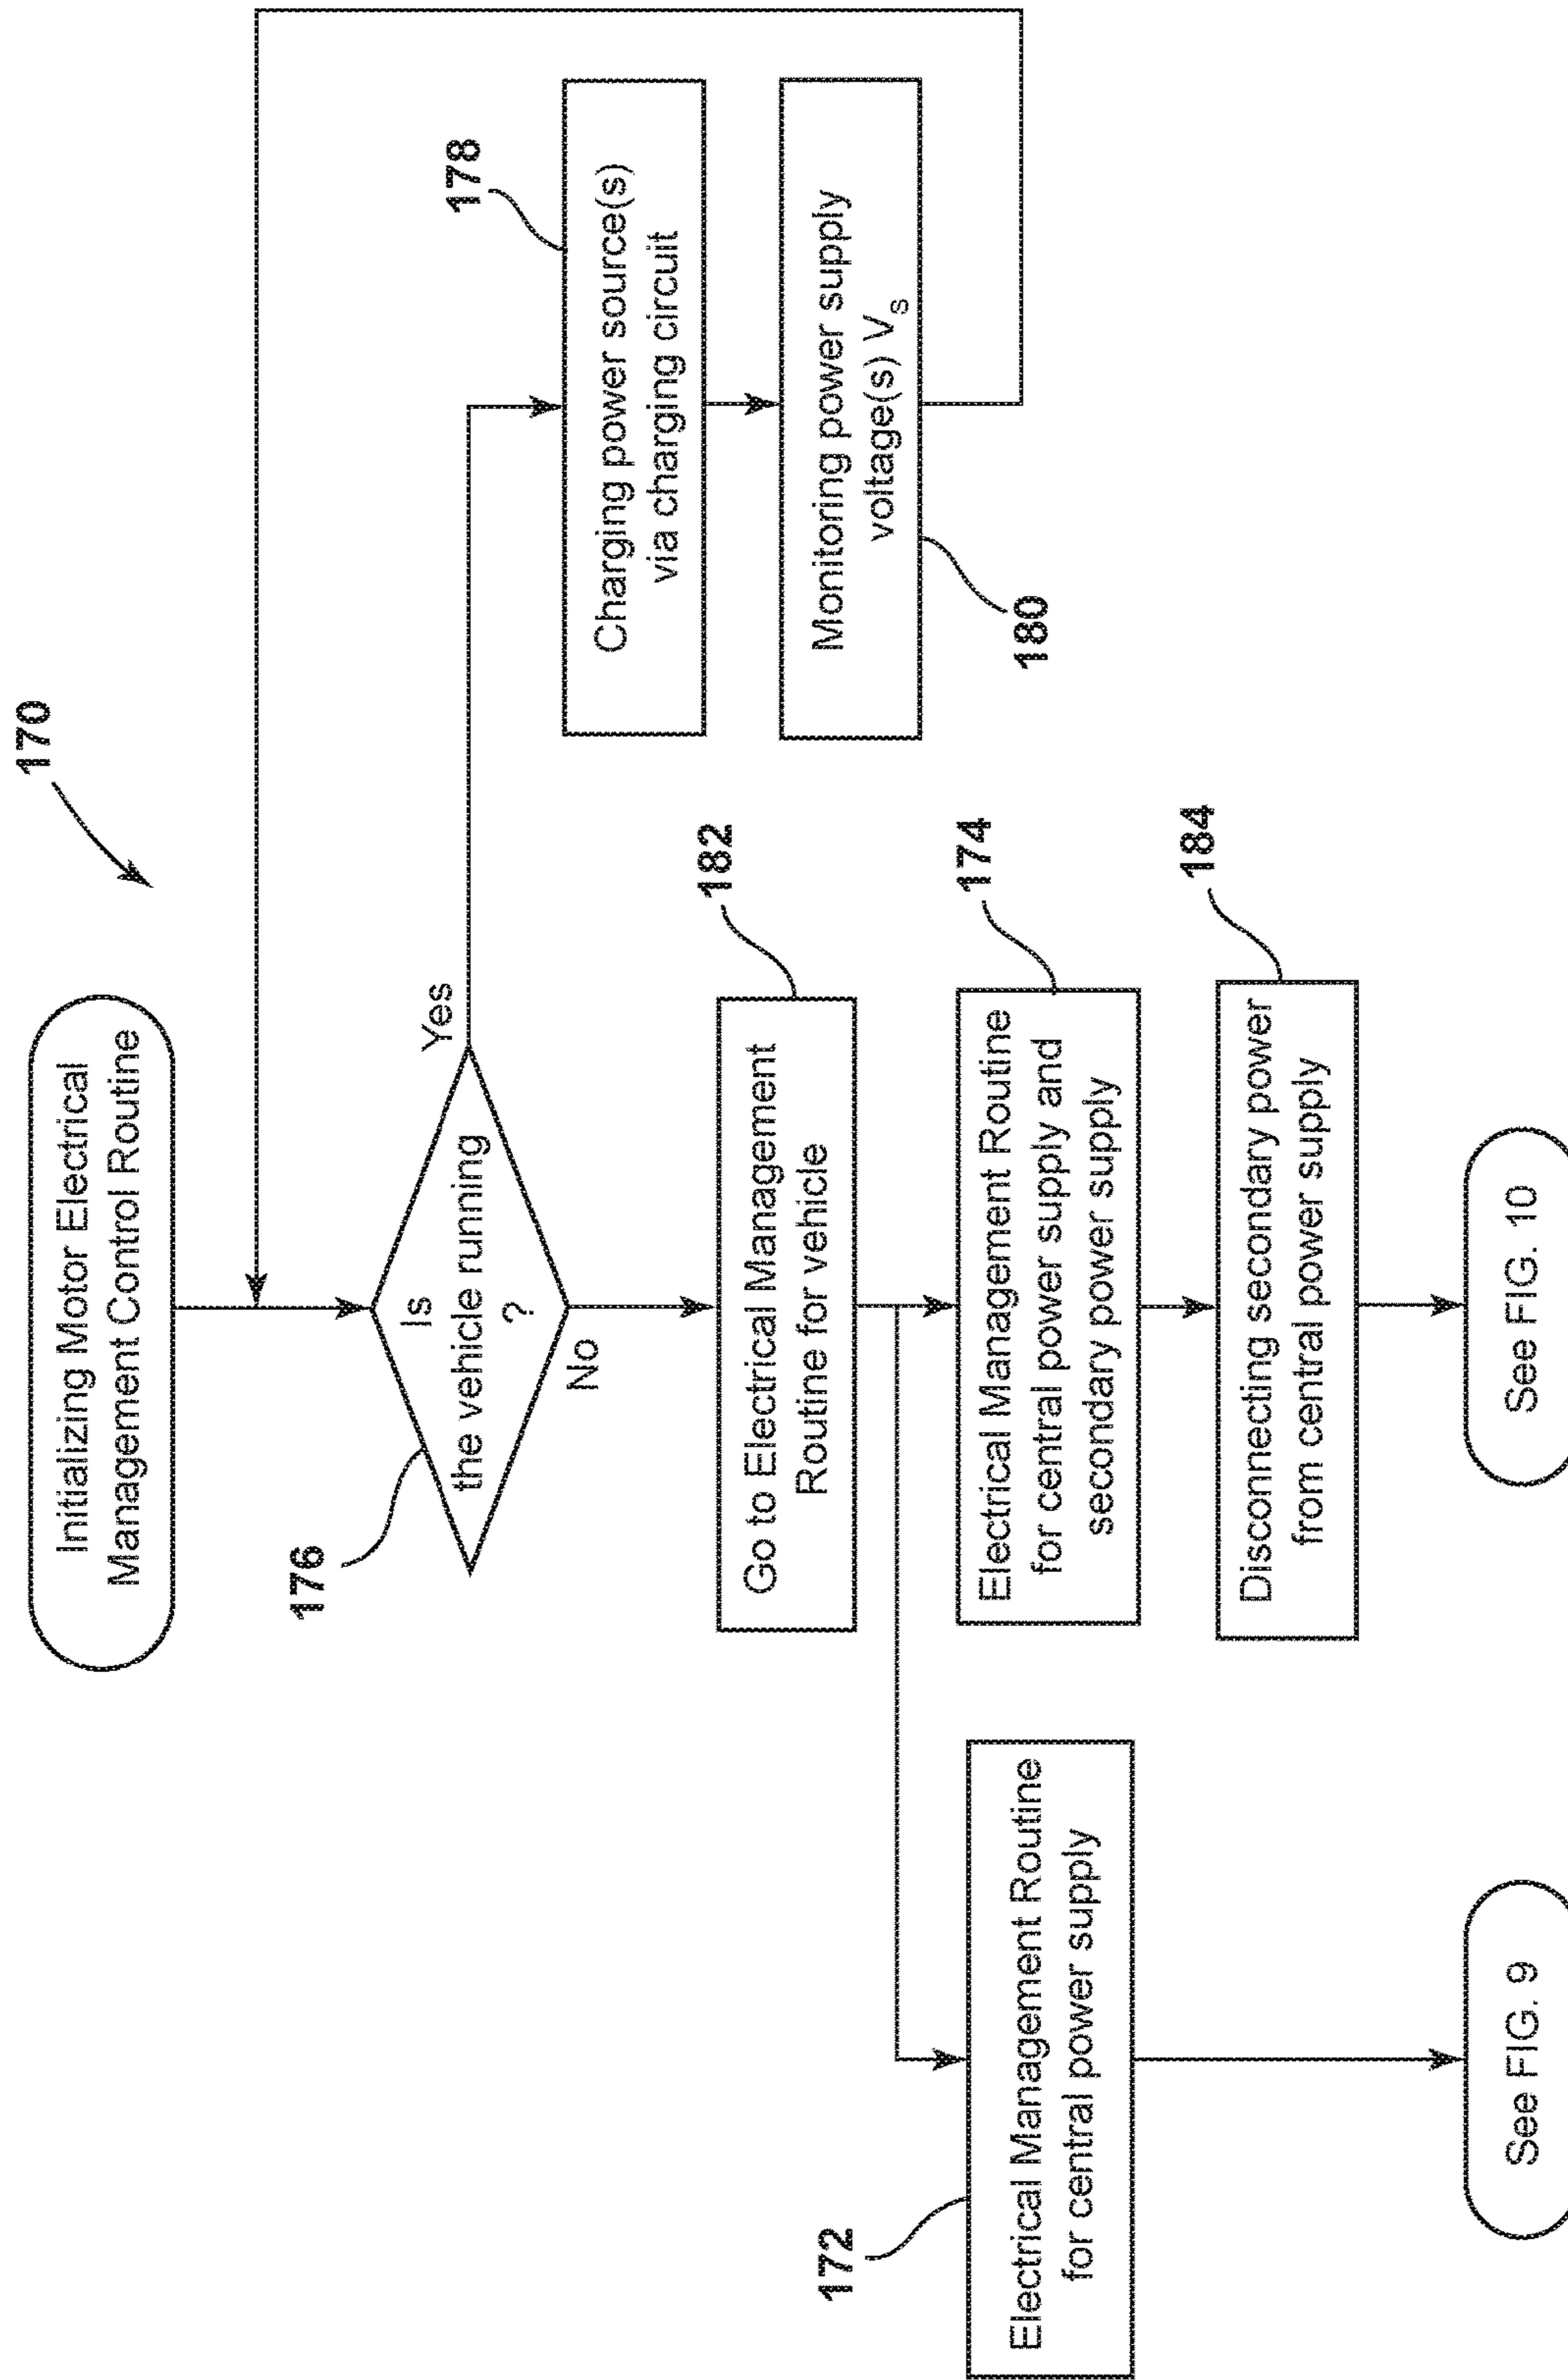 170
Initializing Motor Electrical
Management Control Routine
176
Is
the vehicle running
?
Yes
No
178
Charging power source(s)
via charging circuit
Monitoring power supply
voltage(s) Vs
180
182
Go to Electrical Management
Routine for vehicle
172
Electrical Management Routine
for central power supply
174
Electrical Management Routine
for central power supply and
secondary power supply
184
Disconnecting secondary power
from central power supply
See FIG. 9
See FIG. 10